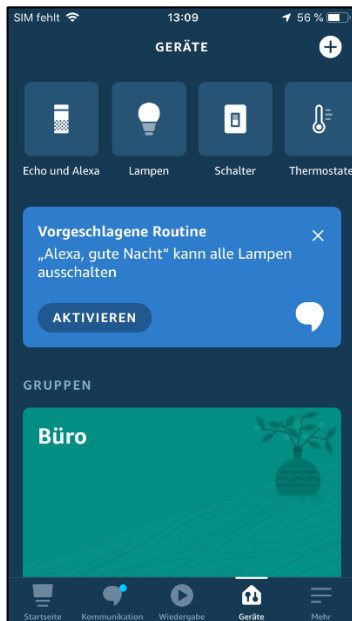 SIM fehlt 13:09 56 %
GERÄTE
Echo und Alexa Lampen Schalter Thermostate
Vorgeschlagene Routine
„Alexa, gute Nacht“ kann alle Lampen
ausschalten
AKTIVIEREN
GRUPPEN
Büro
Startseite Kommunikation Wiedergabe Geräte Mehr